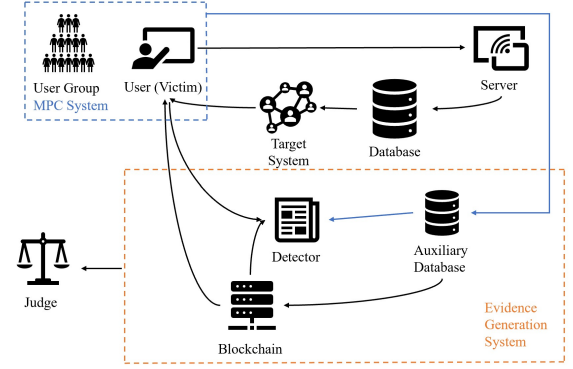 User Group
MPC System
User (Victim)
Server
Target
System
Database
Detector
Auxiliary
Database
Judge
Blockchain
Evidence
Generation
System